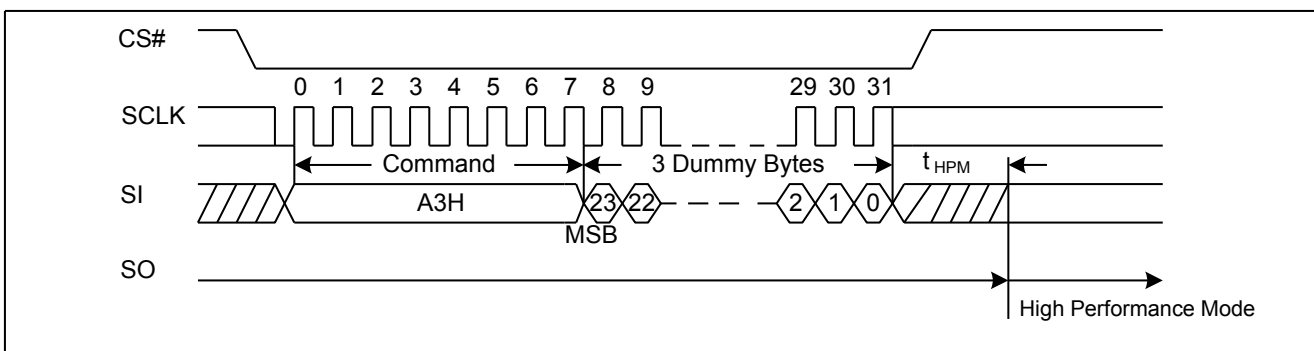 CS#
0 1 2 3 4 5 6 7 8 9 29 30 31
SCLK
Command 3 Dummy Bytes tHPM
SI A3H 23 22 2 1 0
MSB
SO
High Performance Mode